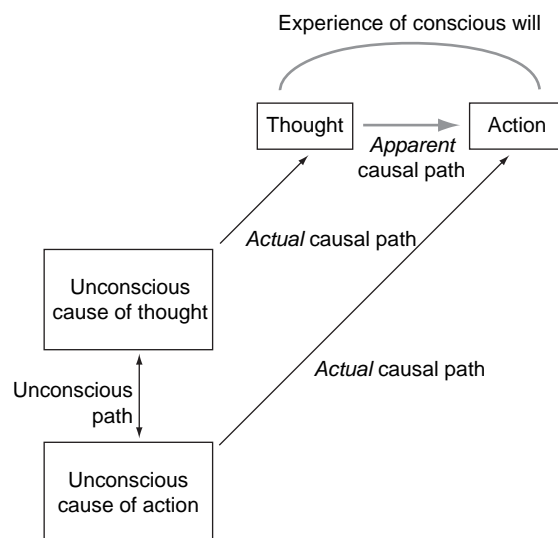 Experience of conscious will
Thought
Action
Apparent
causal path
Actual causal path
Unconscious
cause of thought
Actual causal path
Unconscious
path
Unconscious
cause of action